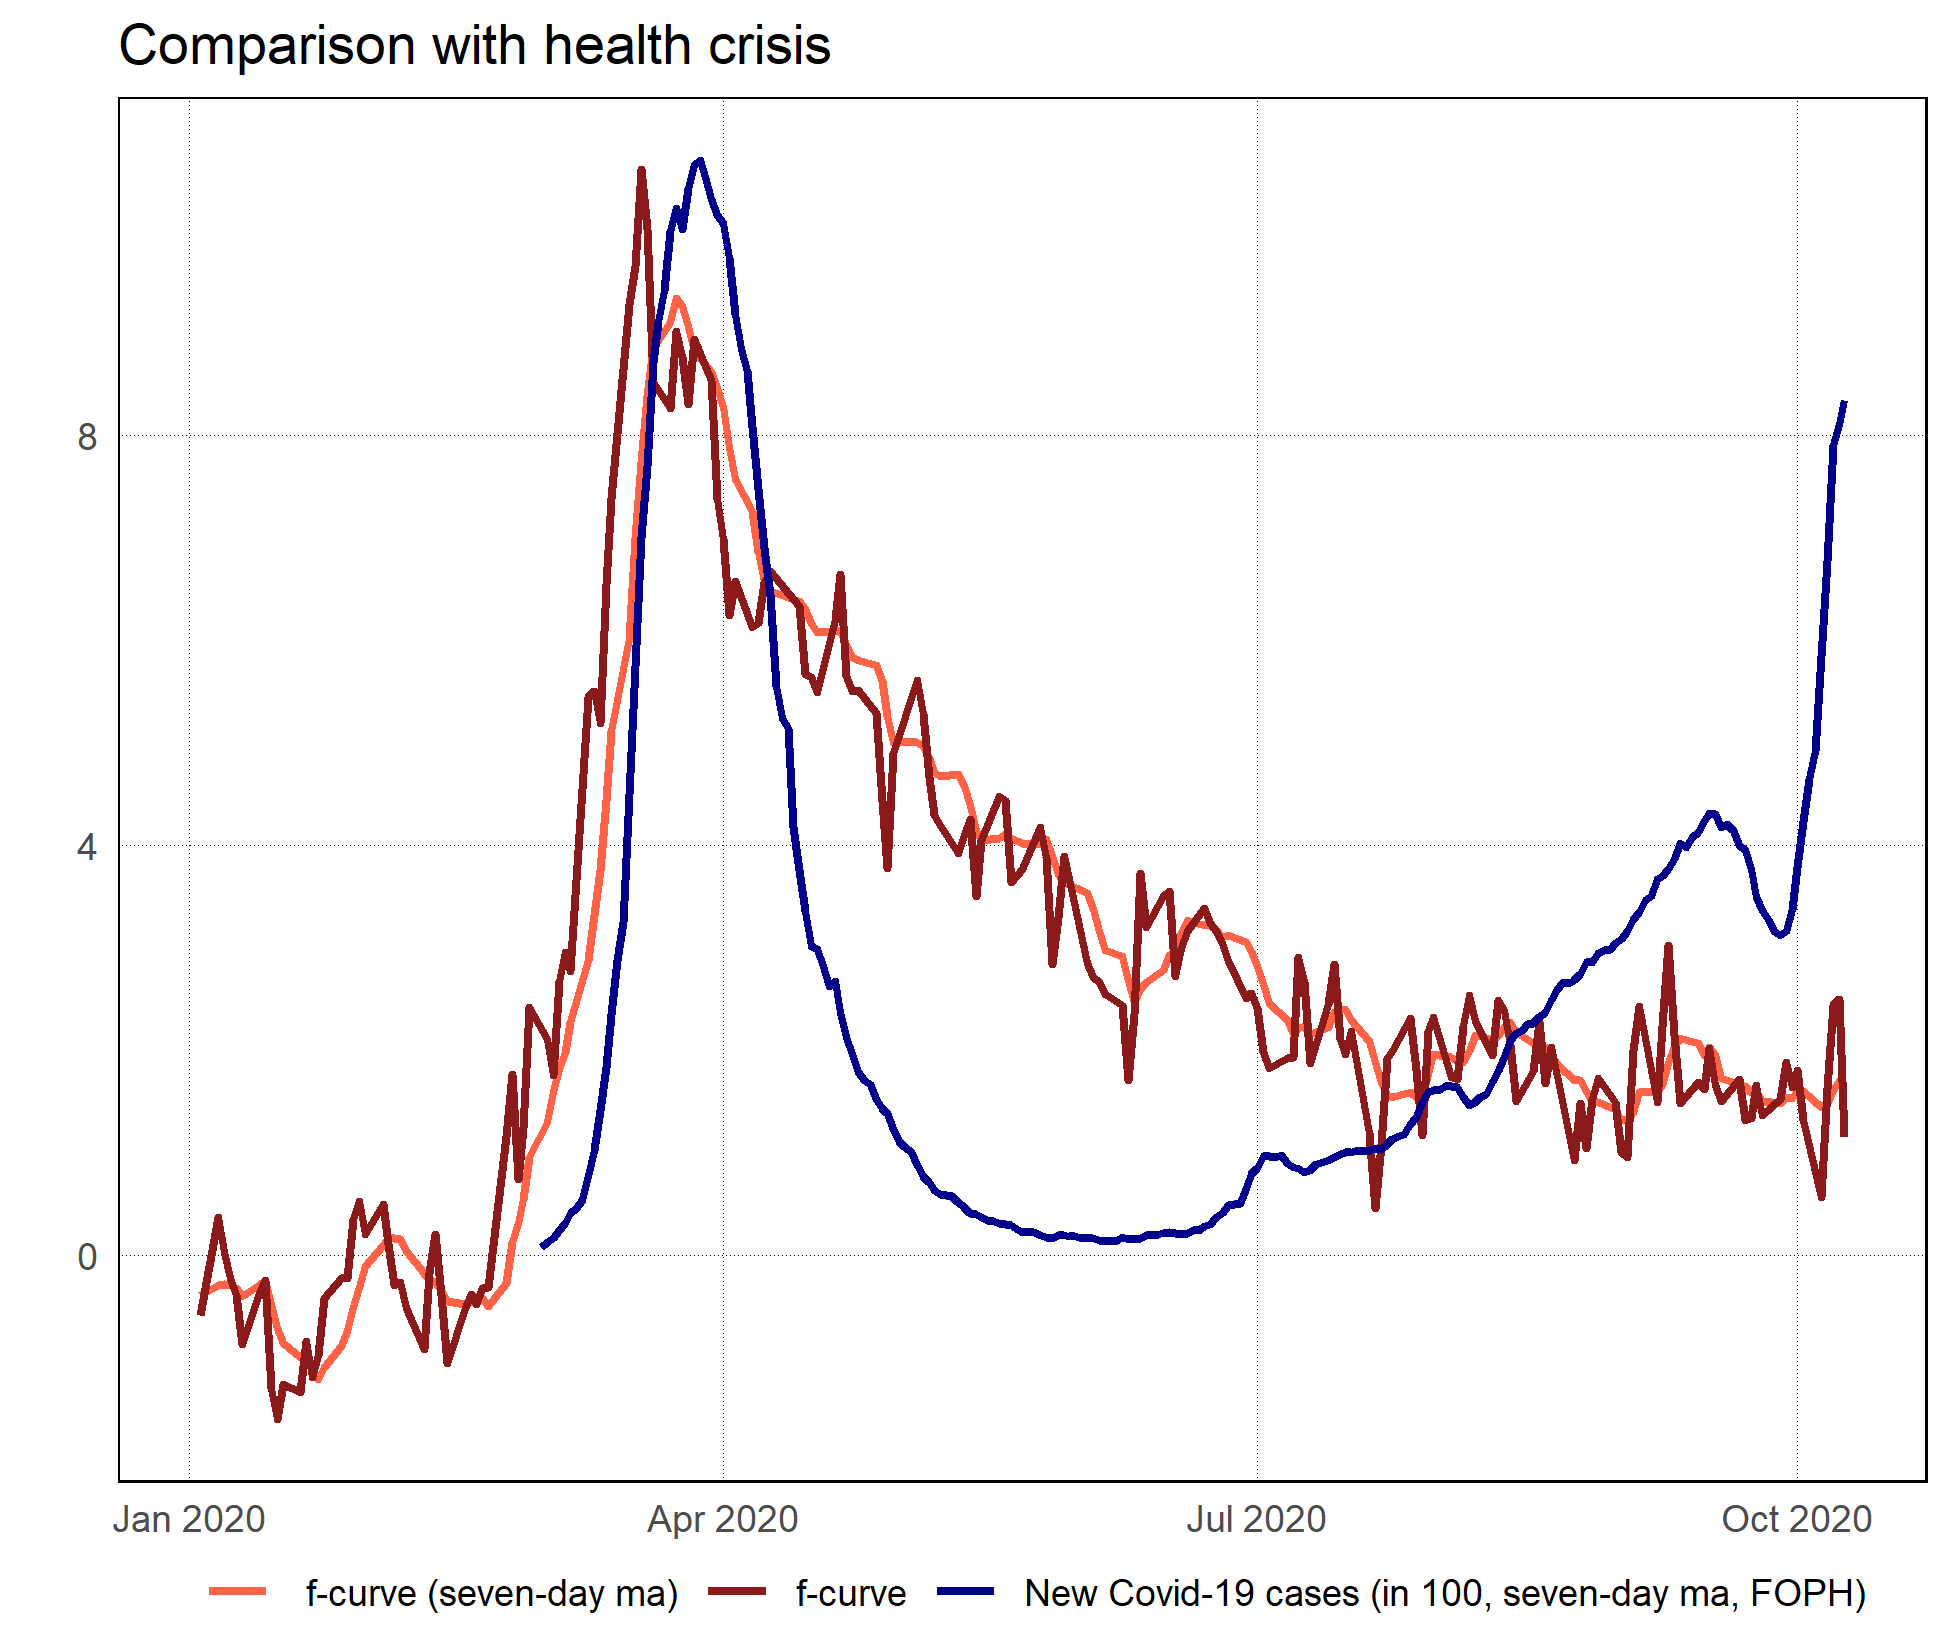 Comparison with health crisis
8
4
0
Jan 2020 Apr 2020 Jul 2020 Oct 2020
f-curve (seven-day ma) f-curve New Covid-19 cases (in 100, seven-day ma, FOPH)